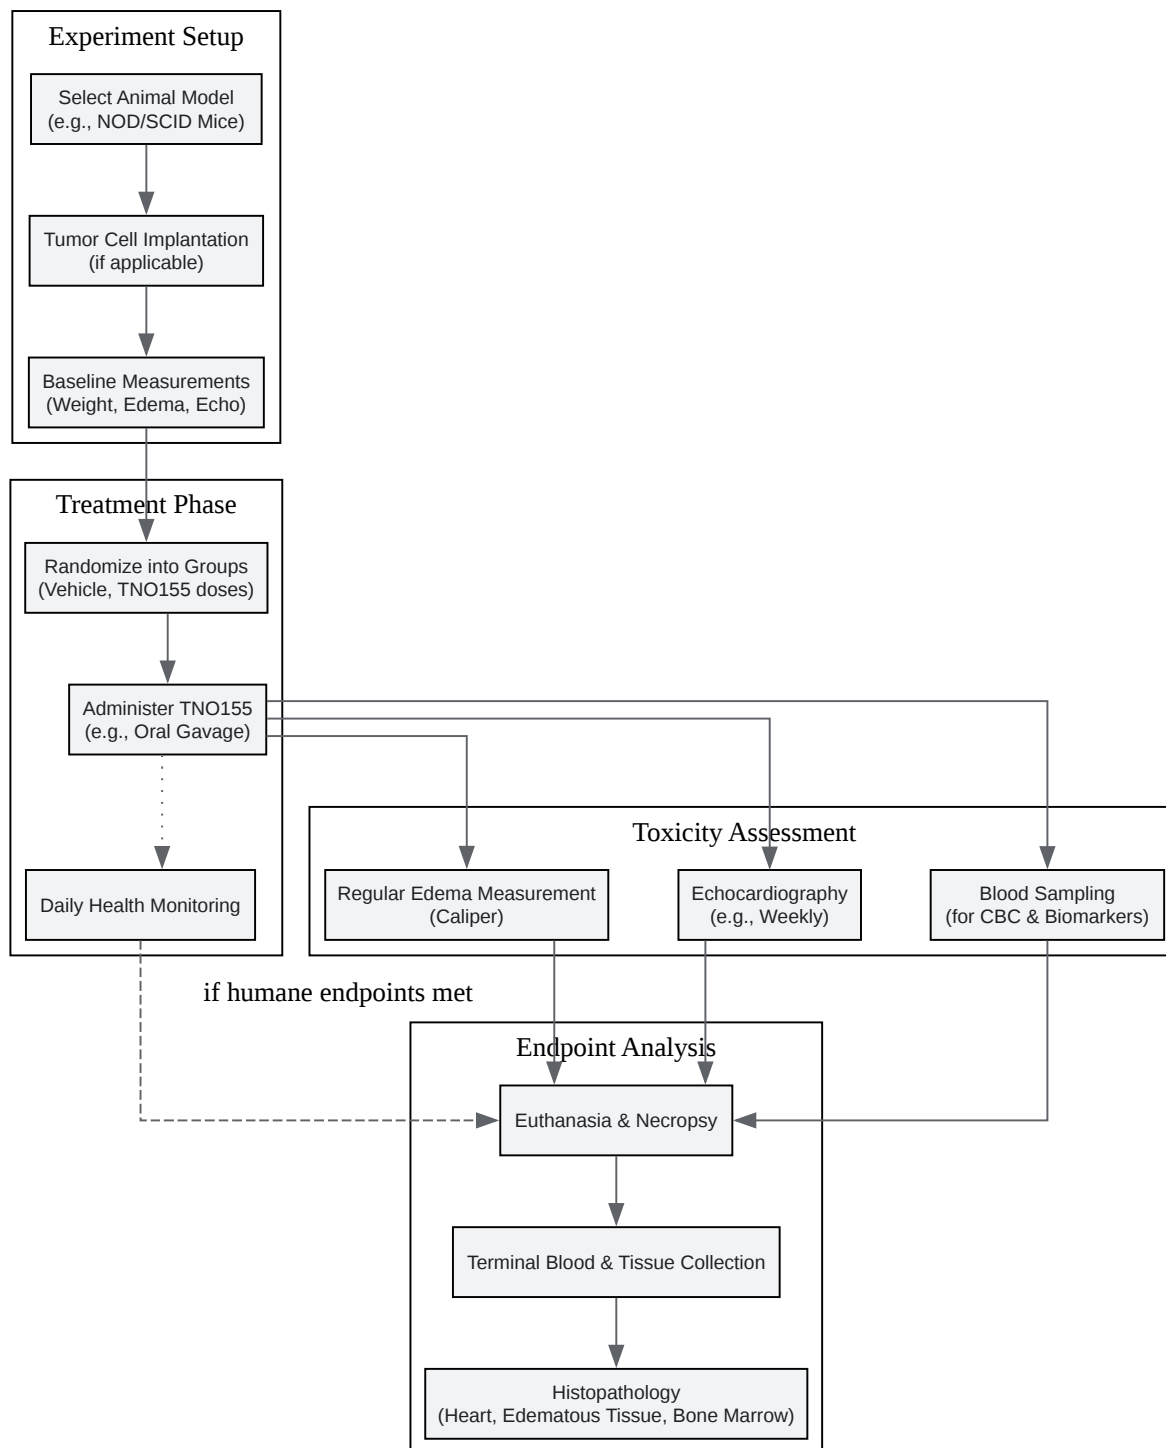 Experiment Setup
Select Animal Model
(e.g., NOD/SCID Mice)
Tumor Cell Implantation
(if applicable)
Baseline Measurements
(Weight, Edema, Echo)
Treatment Phase
Randomize into Groups
(Vehicle, TNO155 doses)
Administer TNO155
(e.g., Oral Gavage)
Daily Health Monitoring
Toxicity Assessment
Regular Edema Measurement
(Caliper)
Echocardiography
(e.g., Weekly)
Blood Sampling
(for CBC & Biomarkers)
if humane endpoints met
Endpoint Analysis
Euthanasia & Necropsy
Terminal Blood & Tissue Collection
Histopathology
(Heart, Edematous Tissue, Bone Marrow)